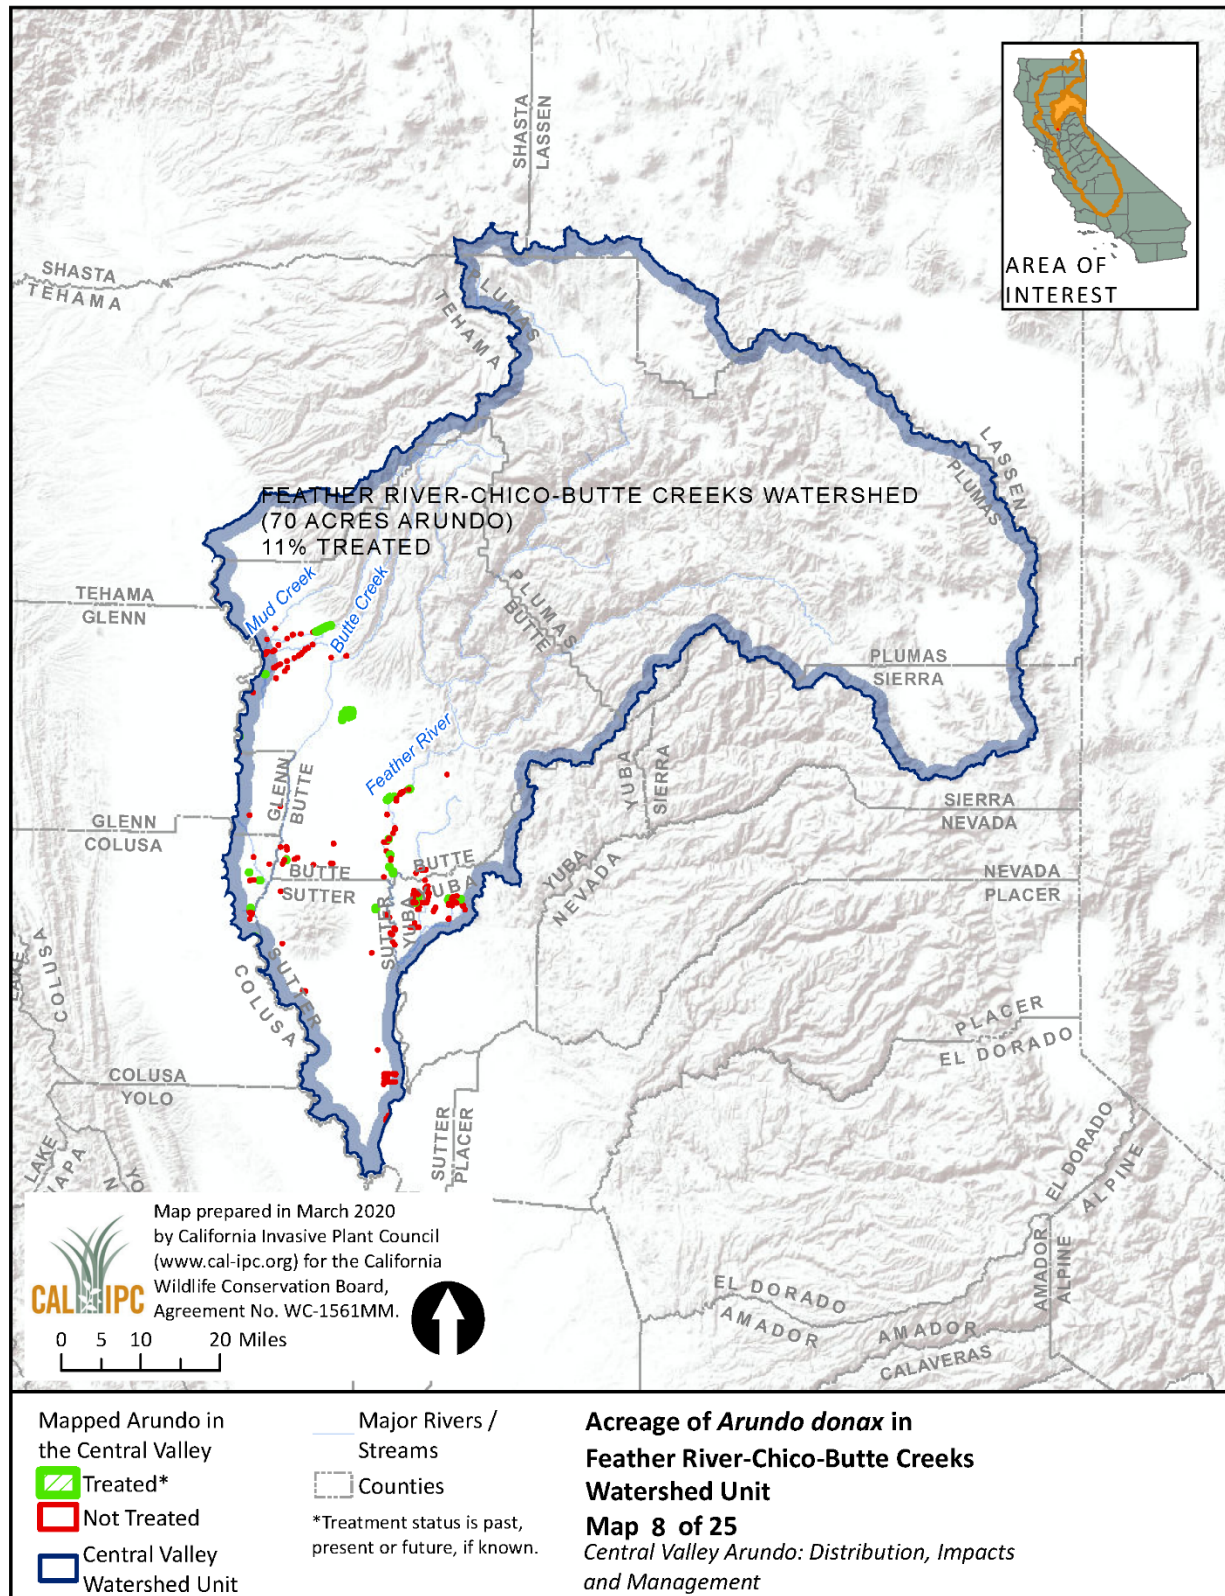 SHASTA
LASSEN
AREA OF
INTEREST
SHASTA
TEHAMA
PLUMAS
TEHAMA
LASSEN
PLUMAS
FEATHER RIVER-CHICO-BUTTE CREEKS WATERSHED
(70 ACRES ARUNDO)
11% TREATED
Mud Creek
Butte Creek
PLUMAS
BUTTE
TEHAMA
GLENN
PLUMAS
SIERRA
Feather River
GLENN
BUTTE
YUBA
SIERRA
SIERRA
NEVADA
GLENN
COLUSA
BUTTE
SUTTER
BUTTE
YUBA
YUBA
NEVADA
NEVADA
PLACER
SUTTER
YUBA
LAKE
COLUSA
SUTTER
COLUSA
PLACER
EL DORADO
COLUSA
YOLO
SUTTER
PLACER
LAKE
NAPA
YO
EL DORADO
ALPINE
Map prepared in March 2020
by California Invasive Plant Council
(www.cal-ipc.org) for the California
Wildlife Conservation Board,
Agreement No. WC-1561MM.
CAL-IPC
0 5 10 20 Miles
EL DORADO
AMADOR
AMADOR
ALPINE
AMADOR
CALAVERAS
Mapped Arundo in
the Central Valley
Treated*
Not Treated
Central Valley
Watershed Unit
Major Rivers /
Streams
Counties
*Treatment status is past,
present or future, if known.
Acreage of Arundo donax in
Feather River-Chico-Butte Creeks
Watershed Unit
Map 8 of 25
Central Valley Arundo: Distribution, Impacts
and Management